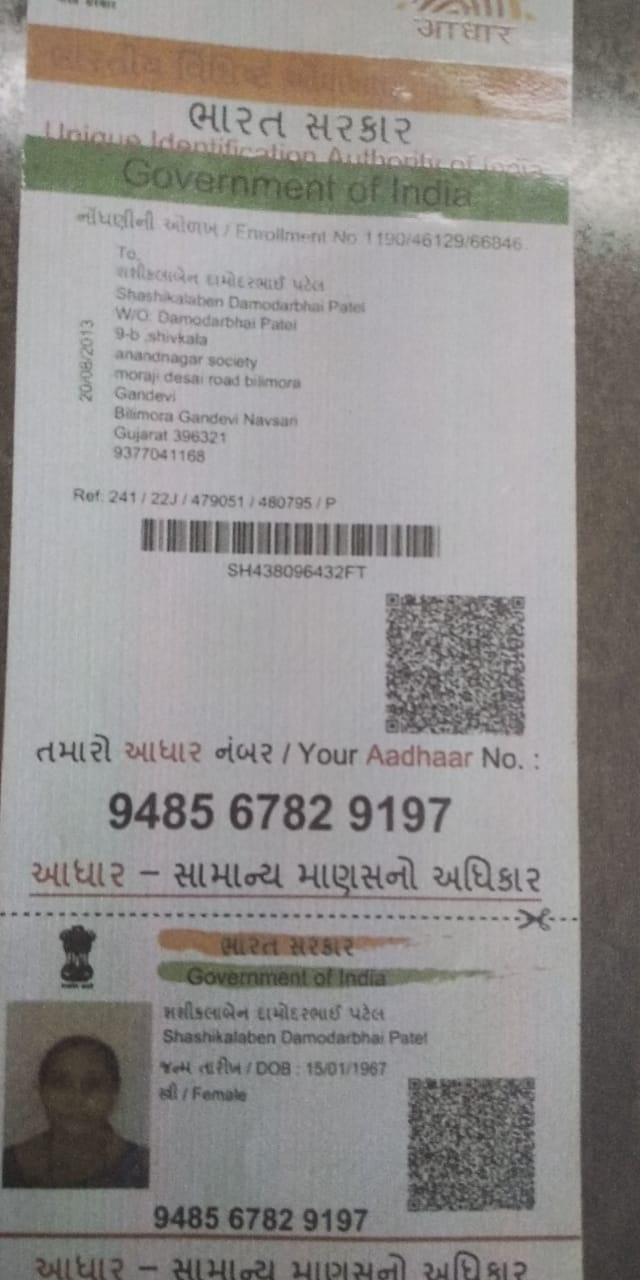 આધાર
ભારત સરકાર
Unique Identification Authority of India
Government of India
નોંધણીની ઓળખ / Enrollment No 1190/46129/66846
To,
શશીકલાબેન દામોદરભાઈ પટેલ
Shashikalaben Damodarbhai Patel
W/O: Damodarbhai Patel
9-b ,shivkala
anandnagar society
moraji desai road bilimora
Gandevi
Bilimora Gandevi Navsari
Gujarat 396321
9377041168
20/08/2013
Ref: 241 / 22J / 479051 / 480795 / P
SH438096432FT
તમારો આધાર નંબર / Your Aadhaar No. :
9485 6782 9197
આધાર – સામાન્ય માણસનો અધિકાર
ભારત સરકાર
Government of India
શશીકલાબેન દામોદરભાઈ પટેલ
Shashikalaben Damodarbhai Patel
જન્મ તારીખ / DOB : 15/01/1967
સ્ત્રી / Female
9485 6782 9197
આધાર – સામાન્ય માણસનો અધિકાર